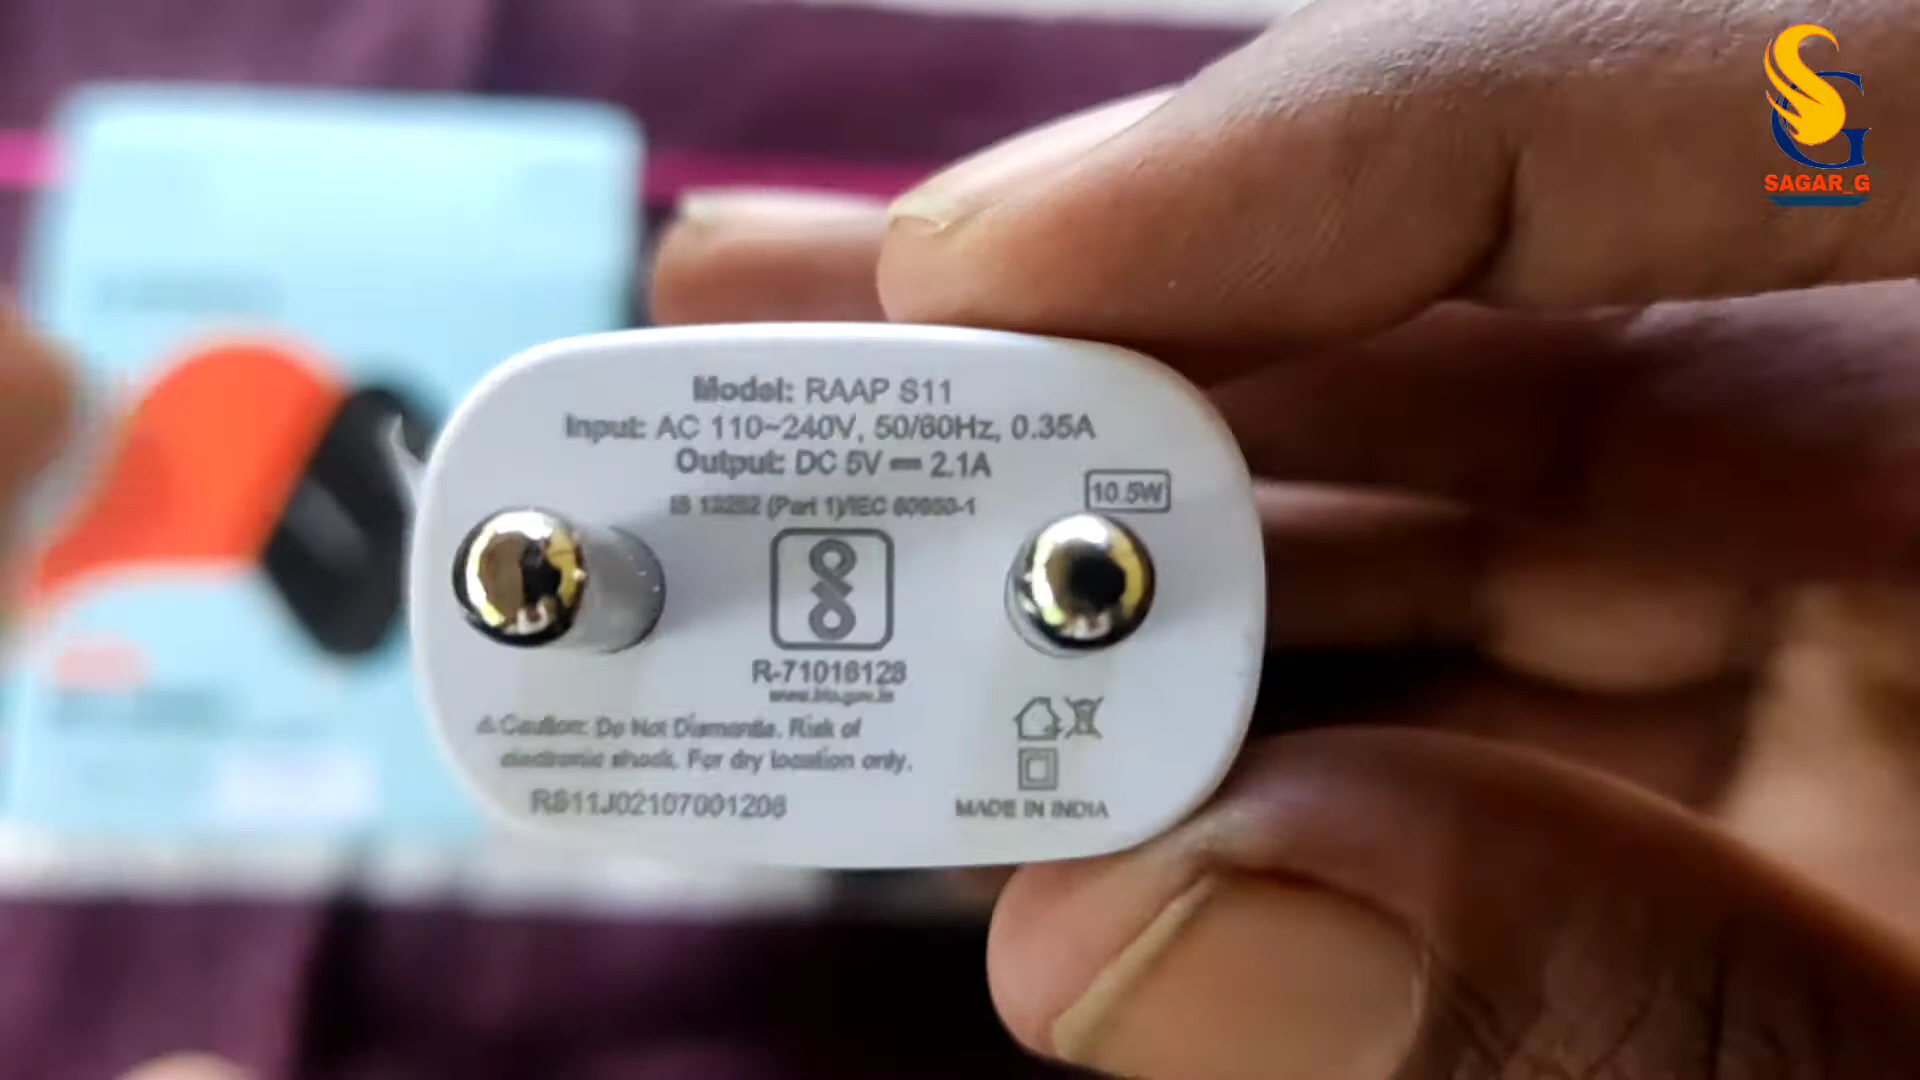 Model: RAAP S11
Input: AC 110~240V, 50/60Hz, 0.35A
Output: DC 5V ⎓ 2.1A
10.5W
IS 13252 (Part 1)/IEC 60950-1
R-71016128
www.bis.gov.in
⚠ Caution: Do Not Dismantle. Risk of
electronic shock. For dry location only.
RS11J02107001206
MADE IN INDIA
SG
SAGAR_G